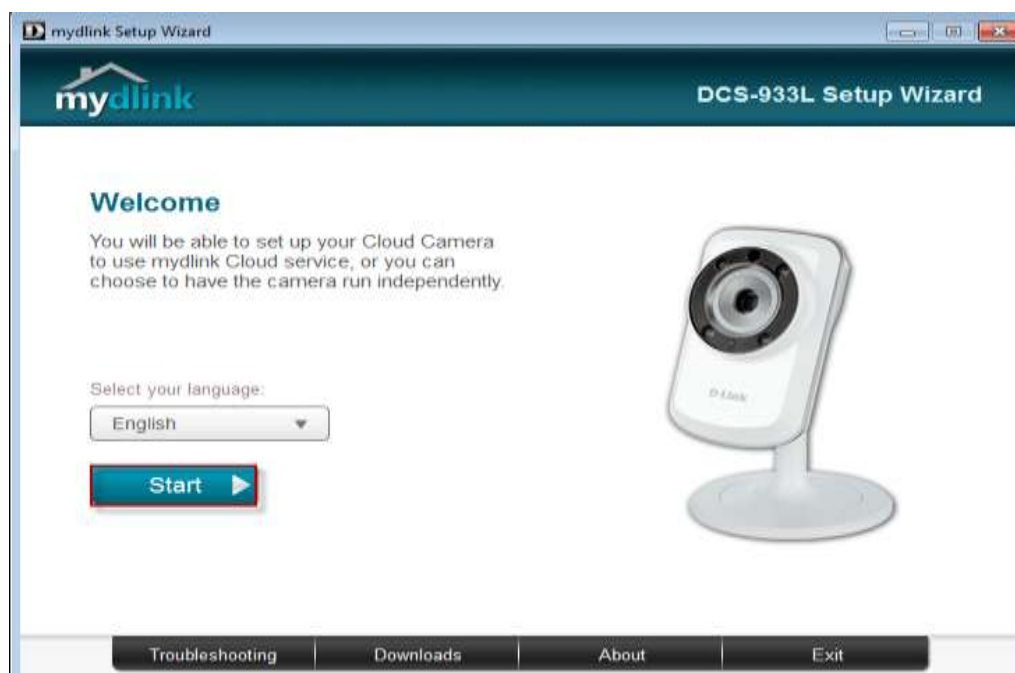 mydlink Setup Wizard
mydlink
DCS-933L Setup Wizard
Welcome
You will be able to set up your Cloud Camera
to use mydlink Cloud service, or you can
choose to have the camera run independently.
Select your language:
English
Start
D-Link
Troubleshooting
Downloads
About
Exit